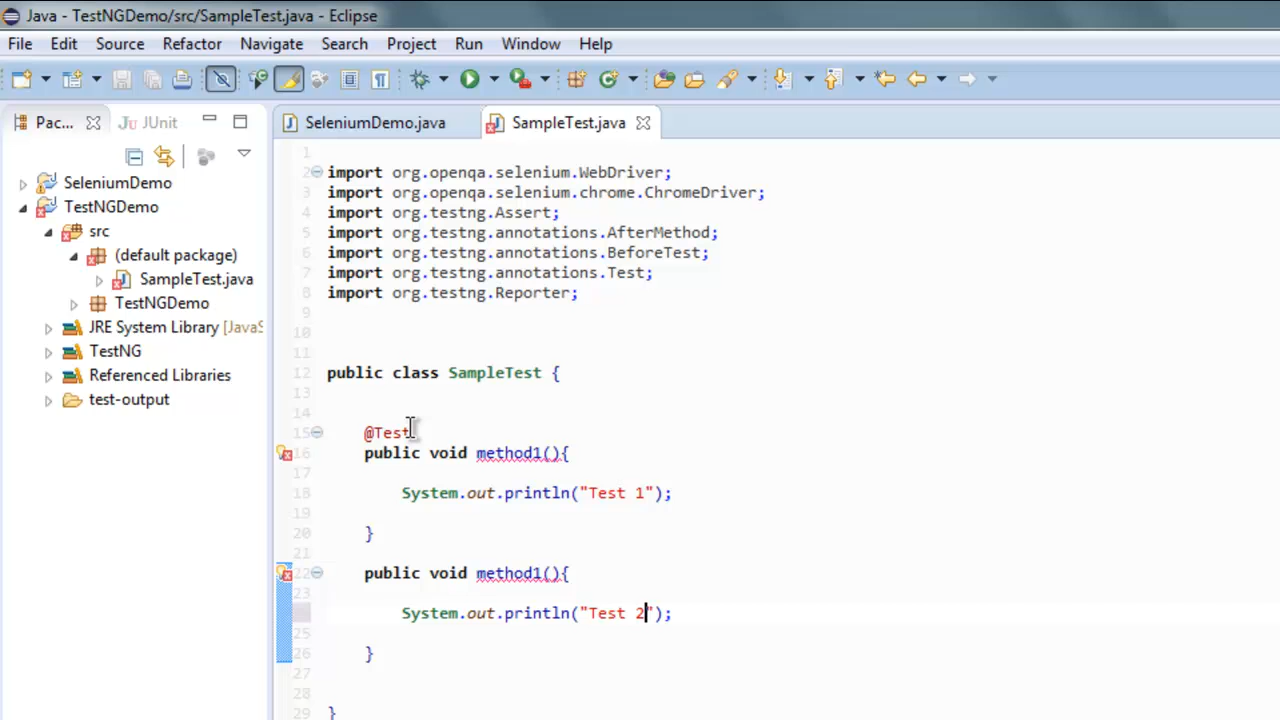 Java - TestNGDemo/src/SampleTest.java - Eclipse
File Edit Source Refactor Navigate Search Project Run Window Help
Pac... JUnit
SeleniumDemo
TestNGDemo
src
(default package)
SampleTest.java
TestNGDemo
JRE System Library [JavaS
TestNG
Referenced Libraries
test-output
SeleniumDemo.java SampleTest.java
1
2 import org.openqa.selenium.WebDriver;
3 import org.openqa.selenium.chrome.ChromeDriver;
4 import org.testng.Assert;
5 import org.testng.annotations.AfterMethod;
6 import org.testng.annotations.BeforeTest;
7 import org.testng.annotations.Test;
8 import org.testng.Reporter;
9
10
11
12 public class SampleTest {
13
14
15 @Test
16 public void method1(){
17
18 System.out.println("Test 1");
19
20 }
21
22 public void method1(){
23
System.out.println("Test 2");
25
26 }
27
28
29 }